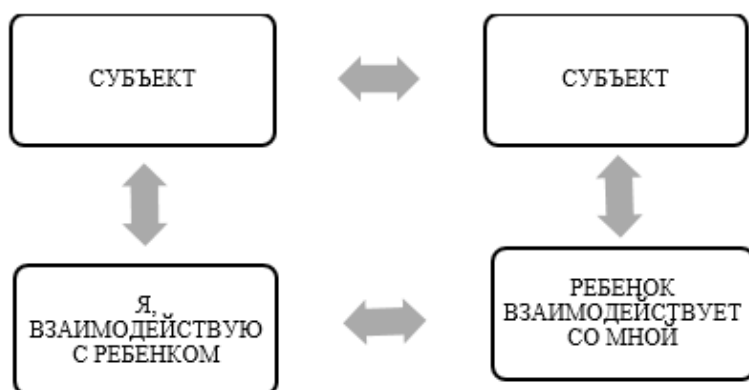 СУБЪЕКТ
СУБЪЕКТ
Я,
ВЗАИМОДЕЙСТВУЮ
С РЕБЕНКОМ
РЕБЕНОК
ВЗАИМОДЕЙСТВУЕТ
СО МНОЙ